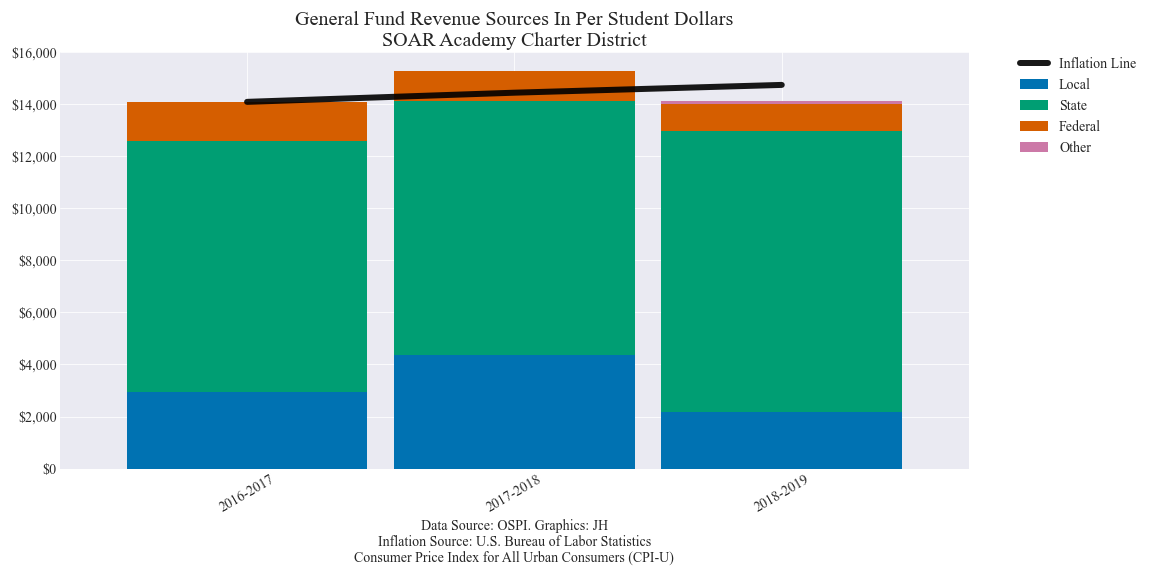 General Fund Revenue Sources In Per Student Dollars
SOAR Academy Charter District
$16,000
$14,000
$12,000
$10,000
$8,000
$6,000
$4,000
$2,000
$0
Inflation Line
Local
State
Federal
Other
2016-2017
2017-2018
2018-2019
Data Source: OSPI. Graphics: JH
Inflation Source: U.S. Bureau of Labor Statistics
Consumer Price Index for All Urban Consumers (CPI-U)